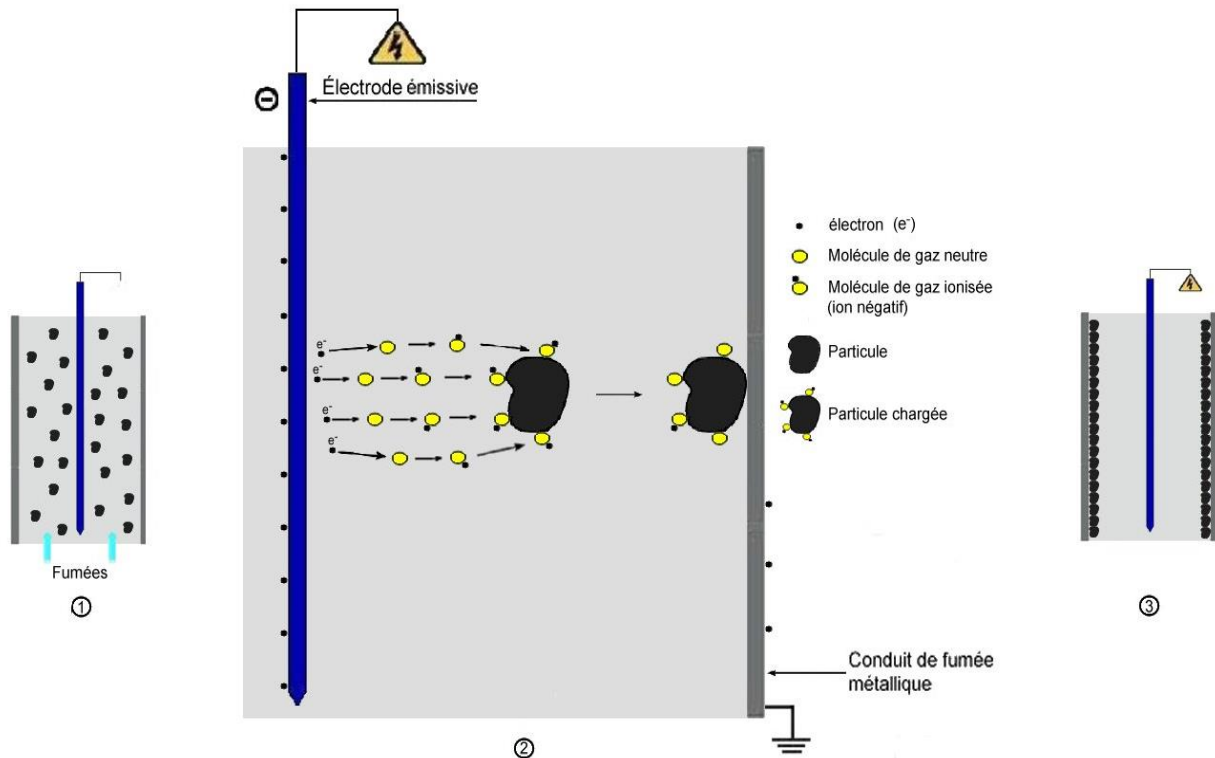 Électrode émissive
e-
e-
e-
e-
électron (e-)
Molécule de gaz neutre
Molécule de gaz ionisée
(ion négatif)
Particule
Particule chargée
Fumées
①
Conduit de fumée
métallique
②
③